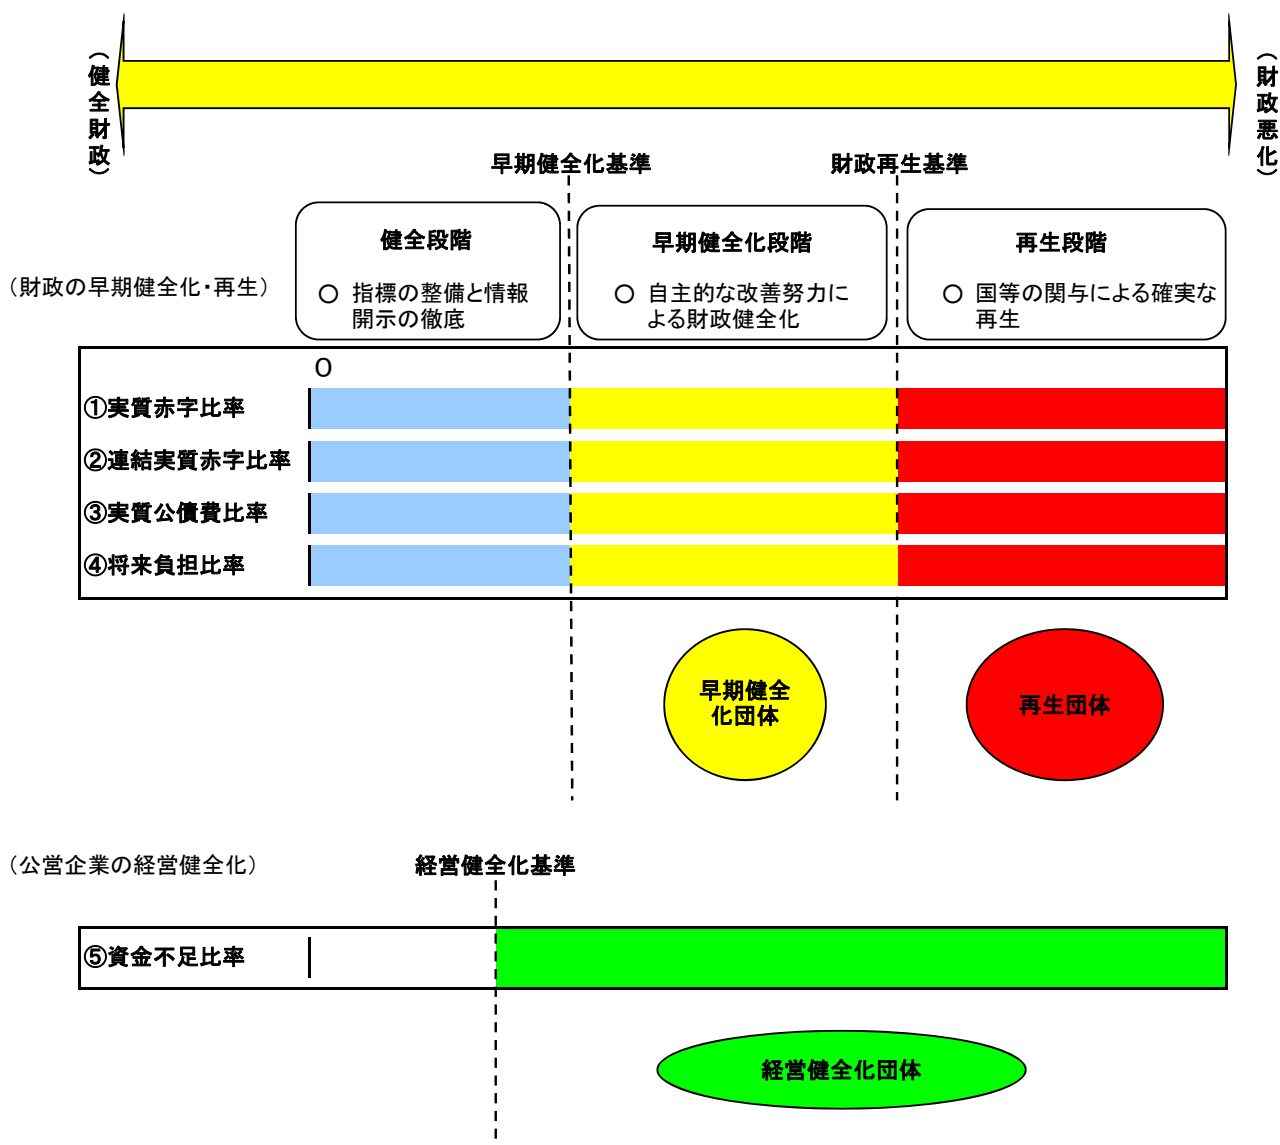 （健全財政）
（財政悪化）
早期健全化基準
財政再生基準
健全段階
○ 指標の整備と情報
開示の徹底
早期健全化段階
○ 自主的な改善努力に
よる財政健全化
再生段階
○ 国等の関与による確実な
再生
（財政の早期健全化・再生）
0
①実質赤字比率
②連結実質赤字比率
③実質公債費比率
④将来負担比率
早期健全
化団体
再生団体
（公営企業の経営健全化）
経営健全化基準
⑤資金不足比率
経営健全化団体